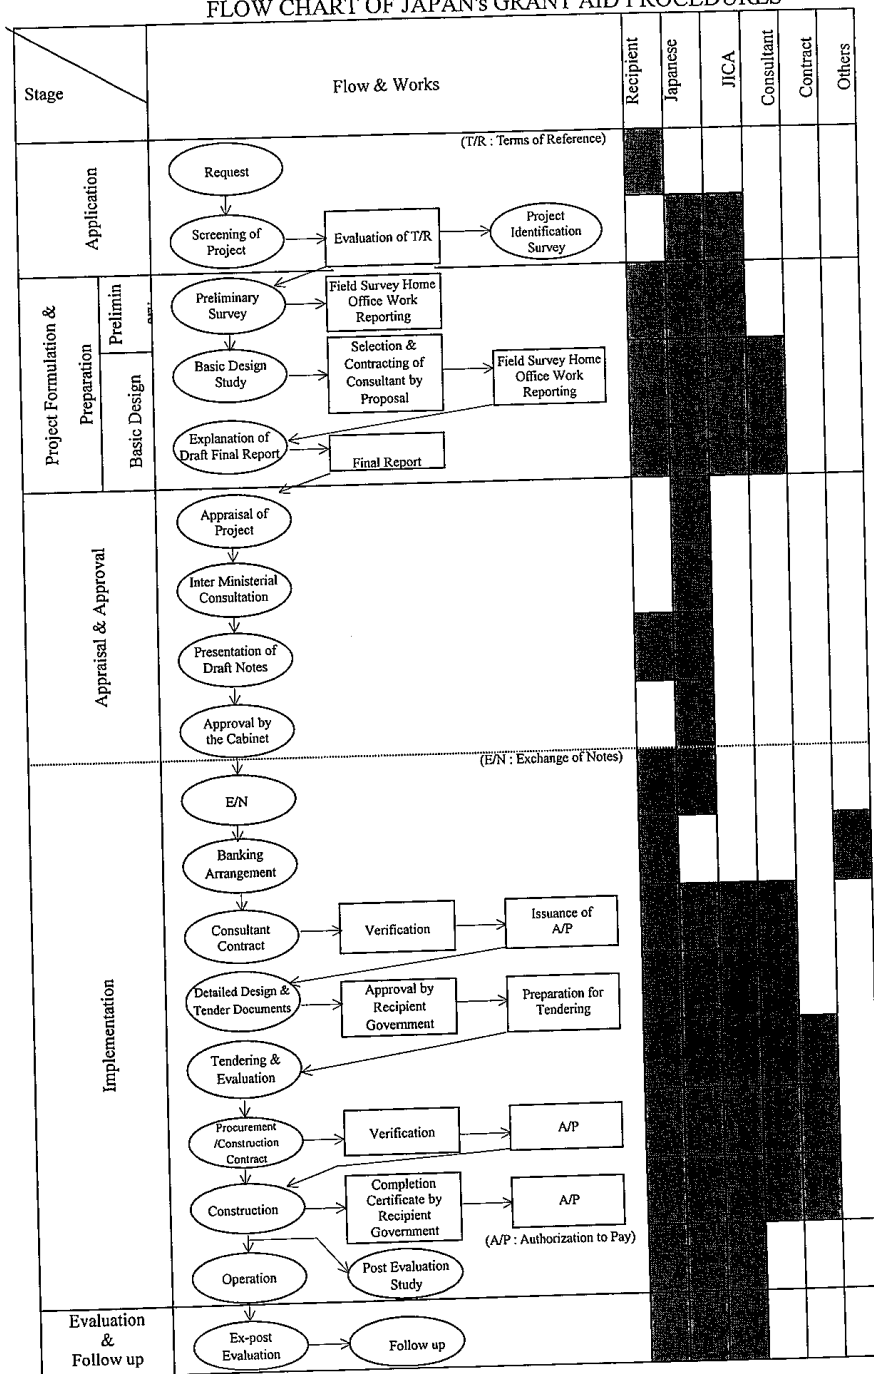 FLOW CHART OF JAPAN's GRANT AID PROCEDURES
Stage
Flow & Works
Recipient
Japanese
JICA
Consultant
Contract
Others
(T/R : Terms of Reference)
Application
Request
Screening of
Project
Evaluation of T/R
Project
Identification
Survey
Project Formulation &
Preparation
Prelimin
Preliminary
Survey
Field Survey Home
Office Work
Reporting
Basic Design
Basic Design
Study
Selection &
Contracting of
Consultant by
Proposal
Field Survey Home
Office Work
Reporting
Explanation of
Draft Final Report
Final Report
Appraisal & Approval
Appraisal of
Project
Inter Ministerial
Consultation
Presentation of
Draft Notes
Approval by
the Cabinet
(E/N : Exchange of Notes)
Implementation
E/N
Banking
Arrangement
Consultant
Contract
Verification
Issuance of
A/P
Detailed Design &
Tender Documents
Approval by
Recipient
Government
Preparation for
Tendering
Tendering &
Evaluation
Procurement
/Construction
Contract
Verification
A/P
Construction
Completion
Certificate by
Recipient
Government
A/P
(A/P : Authorization to Pay)
Operation
Post Evaluation
Study
Evaluation
&
Follow up
Ex-post
Evaluation
Follow up